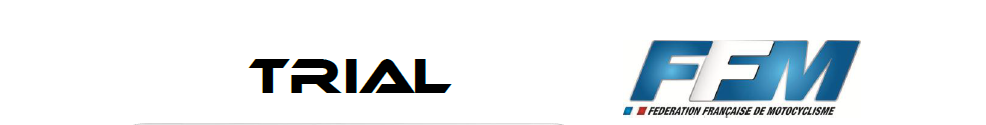 TRIAL
FFM
FEDERATION FRANÇAISE DE MOTOCYCLISME